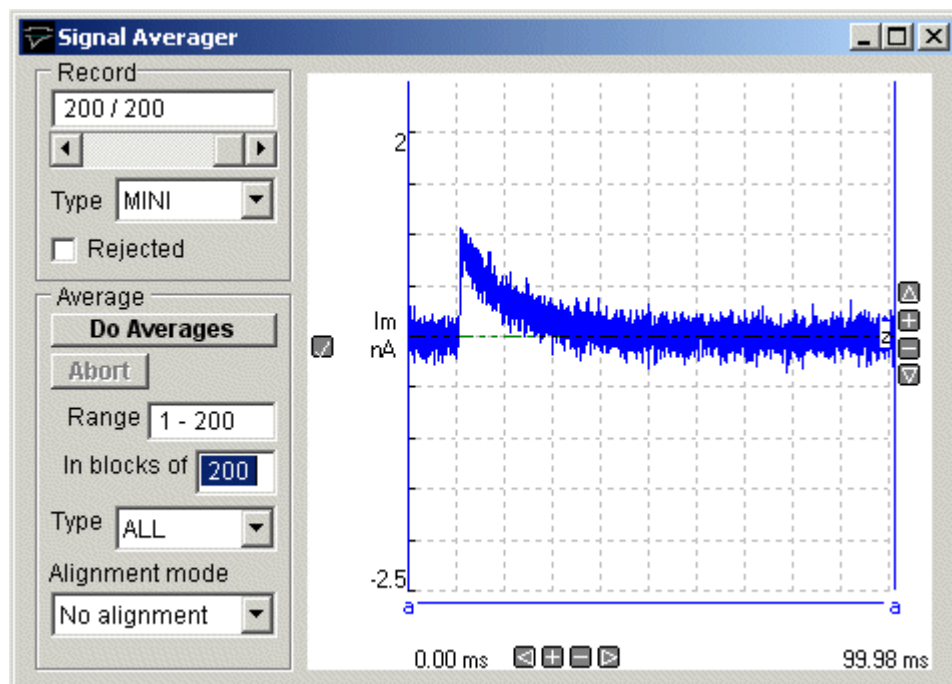 Signal Averager
Record
200 / 200
Type MINI
Rejected
Average
Do Averages
Abort
Range 1 - 200
In blocks of 200
Type ALL
Alignment mode
No alignment
2
Im
nA
z
-2.5
a a
0.00 ms 99.98 ms